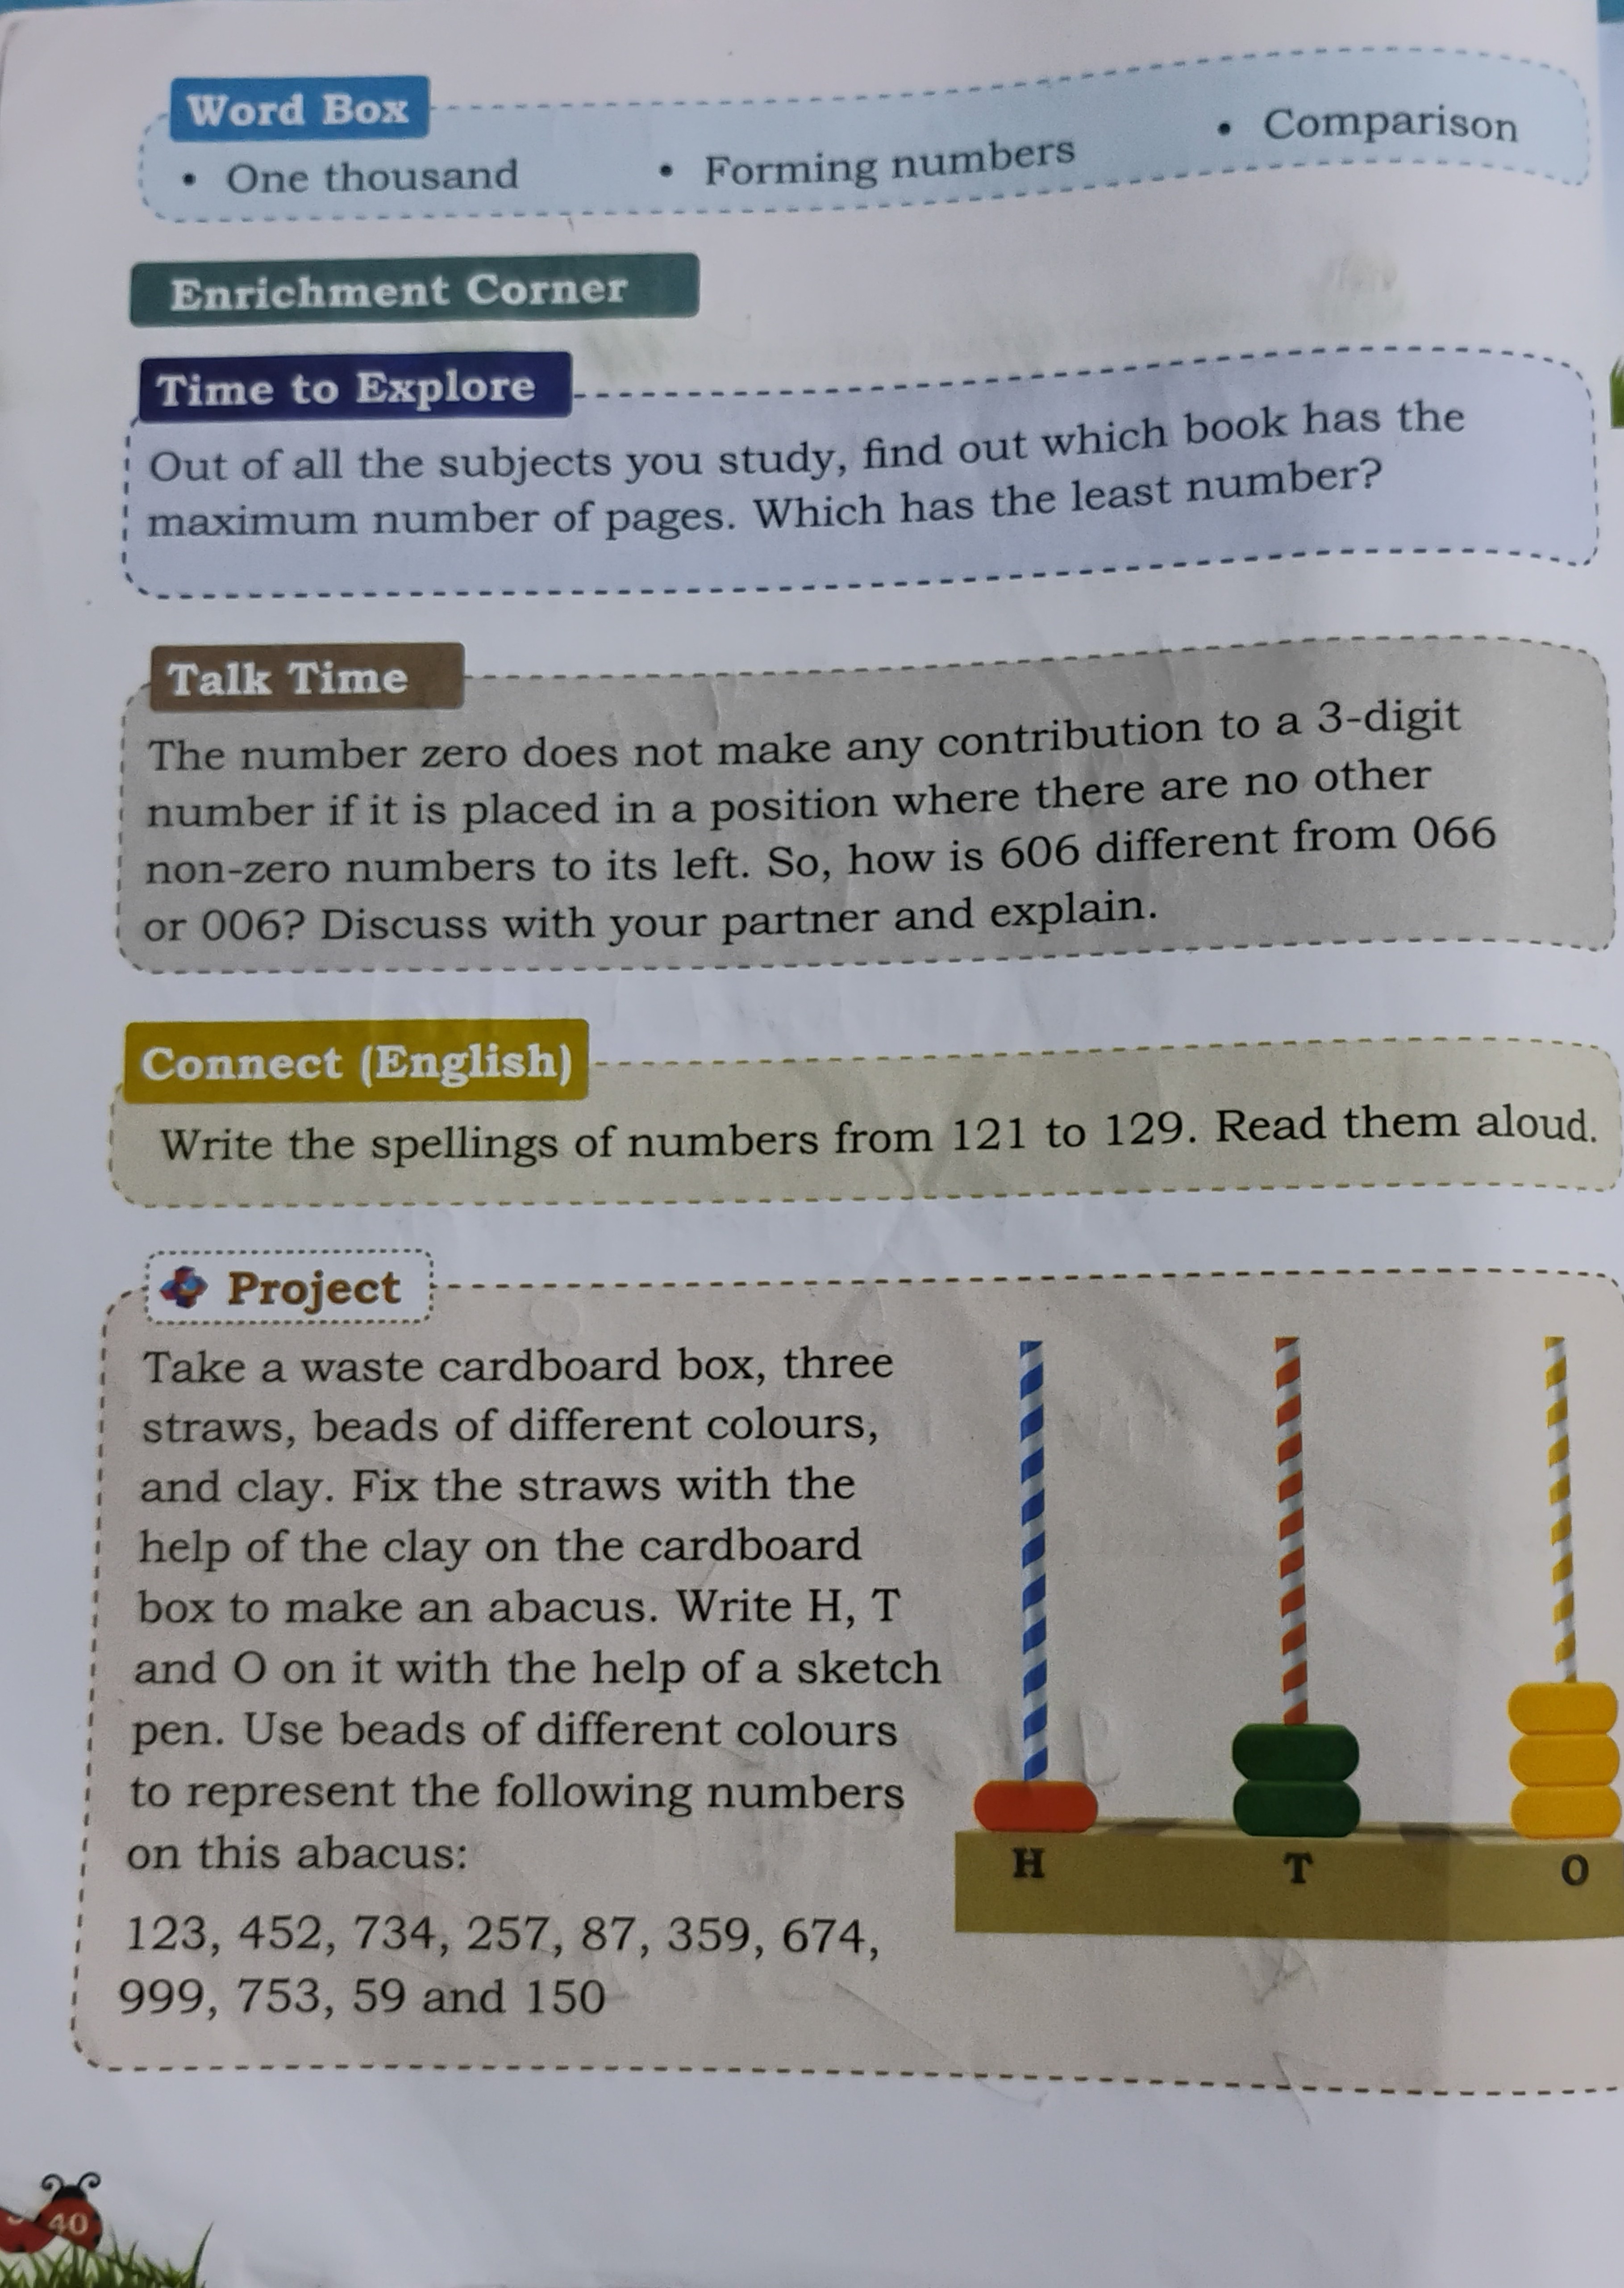 Word Box
• One thousand • Forming numbers • Comparison
Enrichment Corner
Time to Explore
Out of all the subjects you study, find out which book has the
maximum number of pages. Which has the least number?
Talk Time
The number zero does not make any contribution to a 3-digit
number if it is placed in a position where there are no other
non-zero numbers to its left. So, how is 606 different from 066
or 006? Discuss with your partner and explain.
Connect (English)
Write the spellings of numbers from 121 to 129. Read them aloud.
Project
Take a waste cardboard box, three
straws, beads of different colours,
and clay. Fix the straws with the
help of the clay on the cardboard
box to make an abacus. Write H, T
and O on it with the help of a sketch
pen. Use beads of different colours
to represent the following numbers
on this abacus:
123, 452, 734, 257, 87, 359, 674,
999, 753, 59 and 150
H T O
40